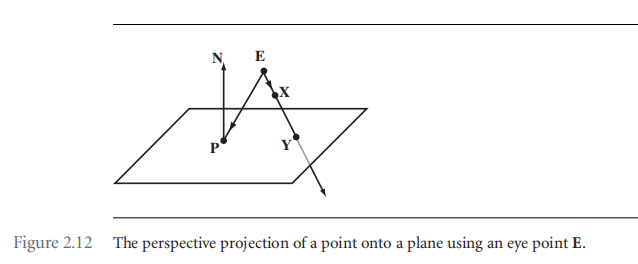 N E
X
P Y
Figure 2.12 The perspective projection of a point onto a plane using an eye point E.